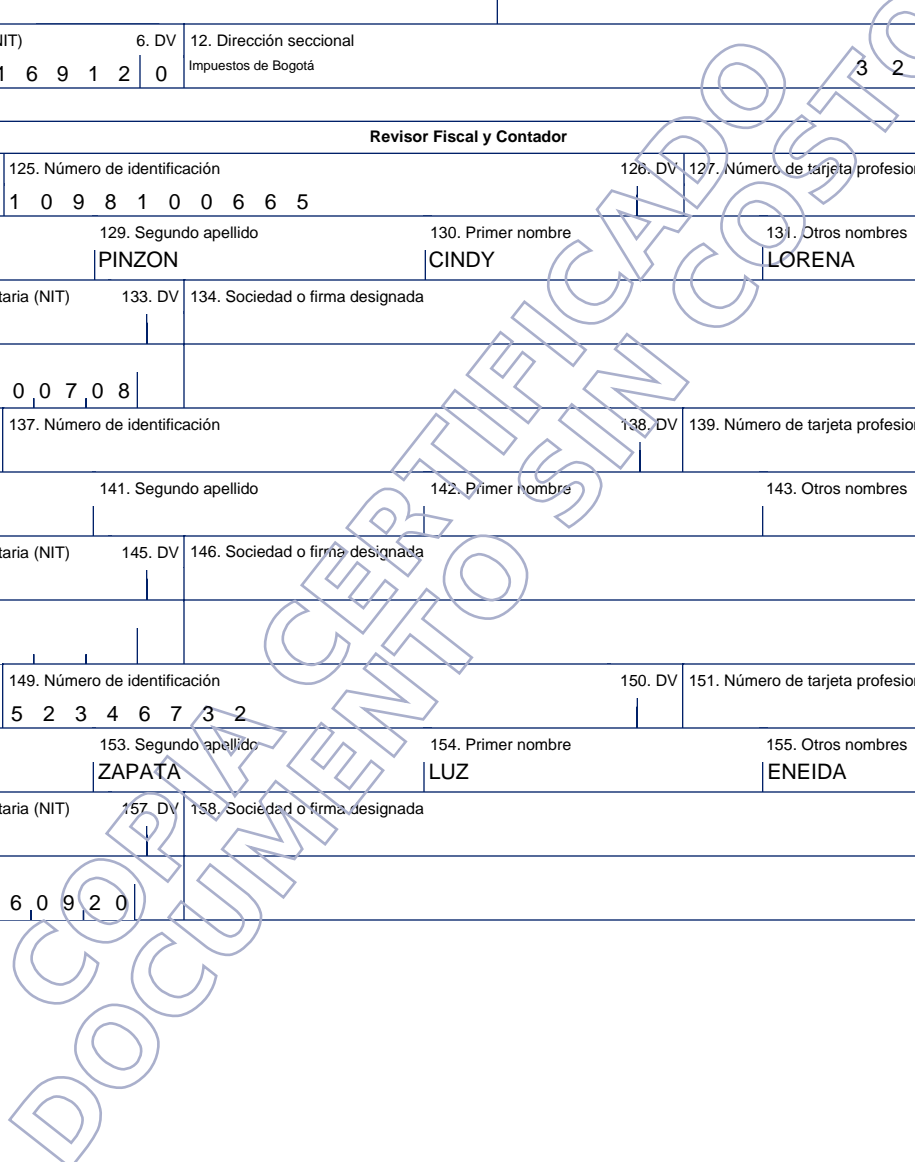 IIT) 6. DV 12. Dirección seccional
1 6 9 1 2 0 Impuestos de Bogotá 3 2
Revisor Fiscal y Contador
125. Número de identificación 126. DV 127. Número de tarjeta profesion
1 0 9 8 1 0 0 6 6 5
129. Segundo apellido 130. Primer nombre 131. Otros nombres
PINZON CINDY LORENA
taria (NIT) 133. DV 134. Sociedad o firma designada
0 0 7 0 8
137. Número de identificación 138. DV 139. Número de tarjeta profesion
141. Segundo apellido 142. Primer nombre 143. Otros nombres
taria (NIT) 145. DV 146. Sociedad o firma designada
149. Número de identificación 150. DV 151. Número de tarjeta profesion
5 2 3 4 6 7 3 2
153. Segundo apellido 154. Primer nombre 155. Otros nombres
ZAPATA LUZ ENEIDA
taria (NIT) 157. DV 158. Sociedad o firma designada
6 0 9 2 0
COPIA CERTIFICADO
DOCUMENTO SIN COSTO